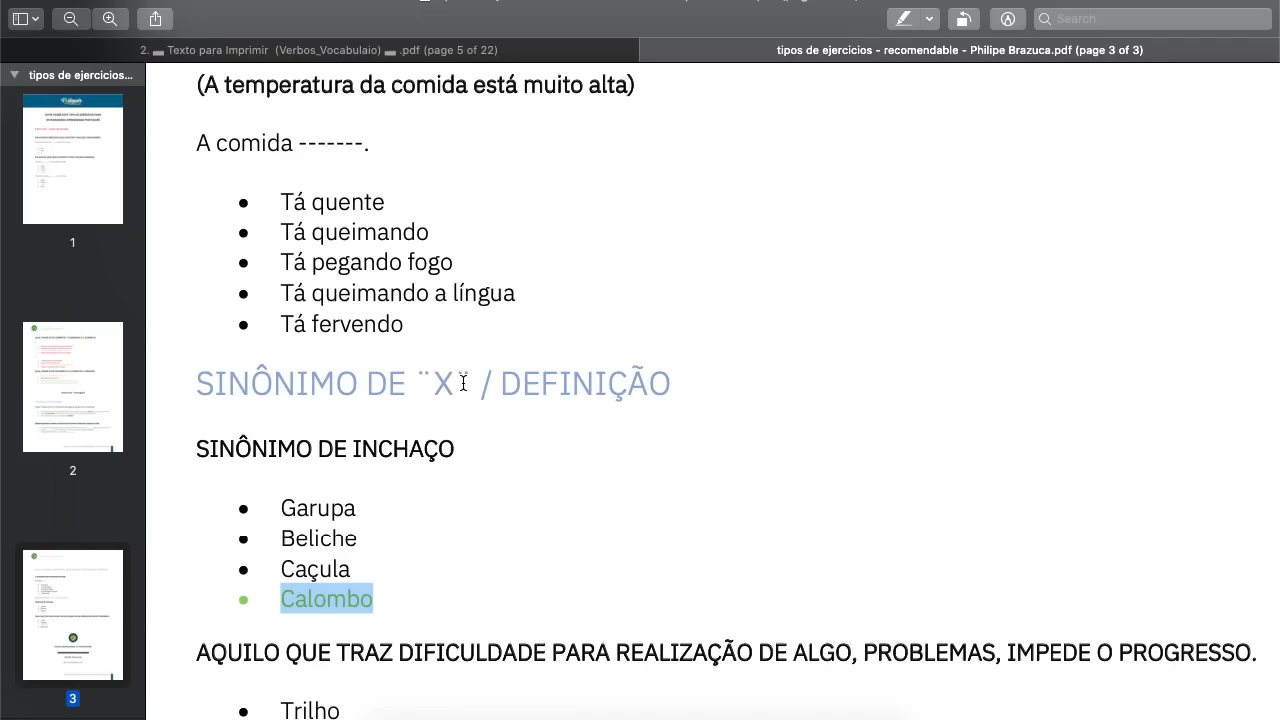 Search
2. Texto para Imprimir (Verbos_Vocabulaio) .pdf (page 5 of 22)
tipos de ejercicios - recomendable - Philipe Brazuca.pdf (page 3 of 3)
tipos de ejercicios...
1
2
3
(A temperatura da comida está muito alta)
A comida -------.
• Tá quente
• Tá queimando
• Tá pegando fogo
• Tá queimando a língua
• Tá fervendo
SINÔNIMO DE ¨X¨ / DEFINIÇÃO
SINÔNIMO DE INCHAÇO
• Garupa
• Beliche
• Caçula
• Calombo
AQUILO QUE TRAZ DIFICULDADE PARA REALIZAÇÃO DE ALGO, PROBLEMAS, IMPEDE O PROGRESSO.
• Trilho